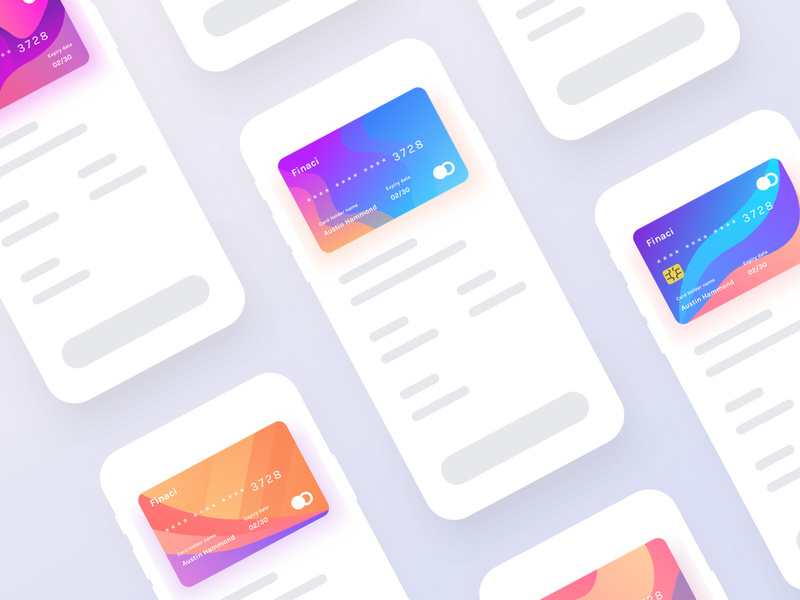 * * 3728
Expiry date
02/30
Finaci
* * * * * * * * * * * * 3728
Card Holder name
Austin Hammond
Expiry date
02/30
Finaci
* * * * * * * * * * * * 3728
Card Holder name
Austin Hammond
Expiry date
02/30
Finaci
* * * * * * * * * * * * 3728
Card Holder name
Austin Hammond
Expiry date
02/30